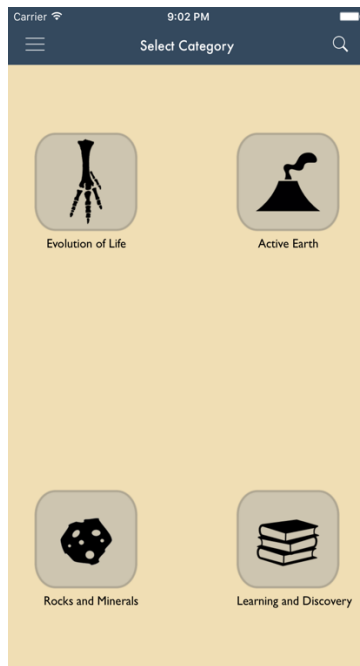 Carrier 9:02 PM
Select Category
Evolution of Life
Active Earth
Rocks and Minerals
Learning and Discovery